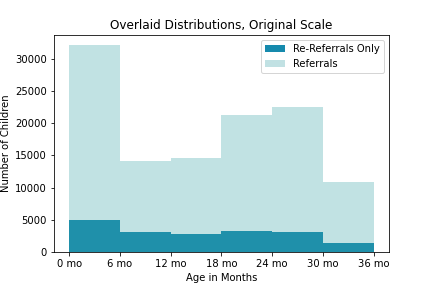 Overlaid Distributions, Original Scale
Re-Referrals Only
Referrals
Number of Children
30000
25000
20000
15000
10000
5000
0
0 mo 6 mo 12 mo 18 mo 24 mo 30 mo 36 mo
Age in Months